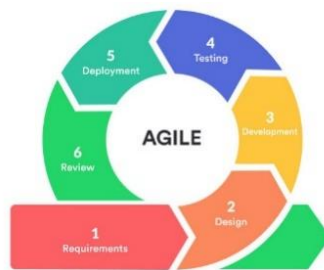 5
Deployment
4
Testing
3
Development
AGILE
6
Review
2
Design
1
Requirements